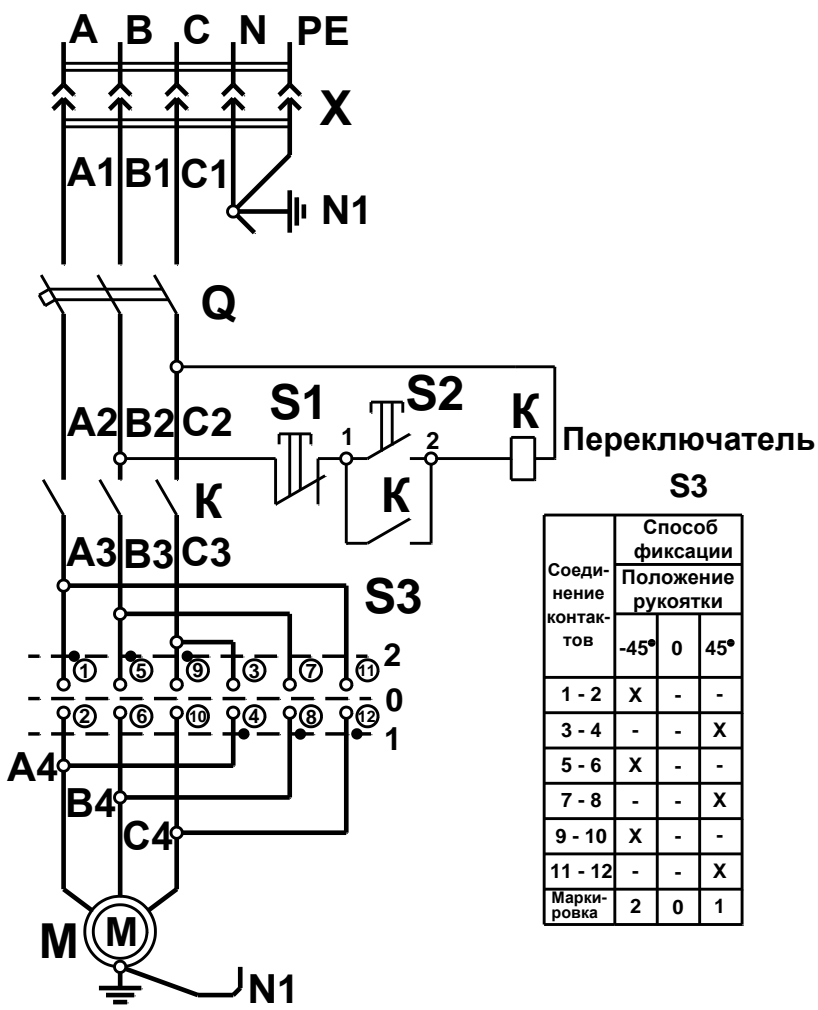 A B C N PE
X
A1 B1 C1
N1
Q
S1 S2
A2 B2 C2 1 2 К
Переключатель
S3
К К
A3 B3 C3
S3
2
1 5 9 3 7 11
0
2 6 10 4 8 12
1
A4
B4
C4
M M
N1
Соеди-
нение
контак-
тов
Способ
фиксации
Положение
рукоятки
-45° 0 45°
1 - 2 X - -
3 - 4 - - X
5 - 6 X - -
7 - 8 - - X
9 - 10 X - -
11 - 12 - - X
Марки-
ровка 2 0 1